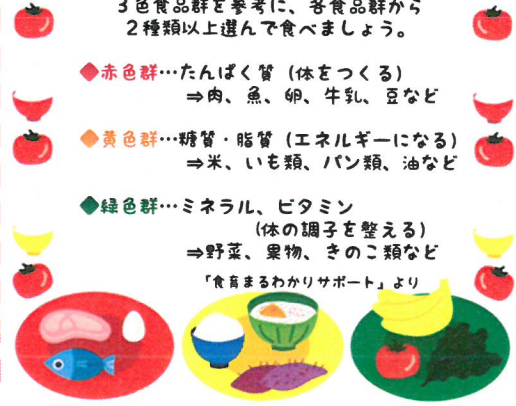 3色食品群を参考に、各食品群から
2種類以上選んで食べましょう。
◆赤色群…たんぱく質（体をつくる）
⇒肉、魚、卵、牛乳、豆など
◆黄色群…糖質・脂質（エネルギーになる）
⇒米、いも類、パン類、油など
◆緑色群…ミネラル、ビタミン
（体の調子を整える）
⇒野菜、果物、きのこ類など
「食育まるわかりサポート」より